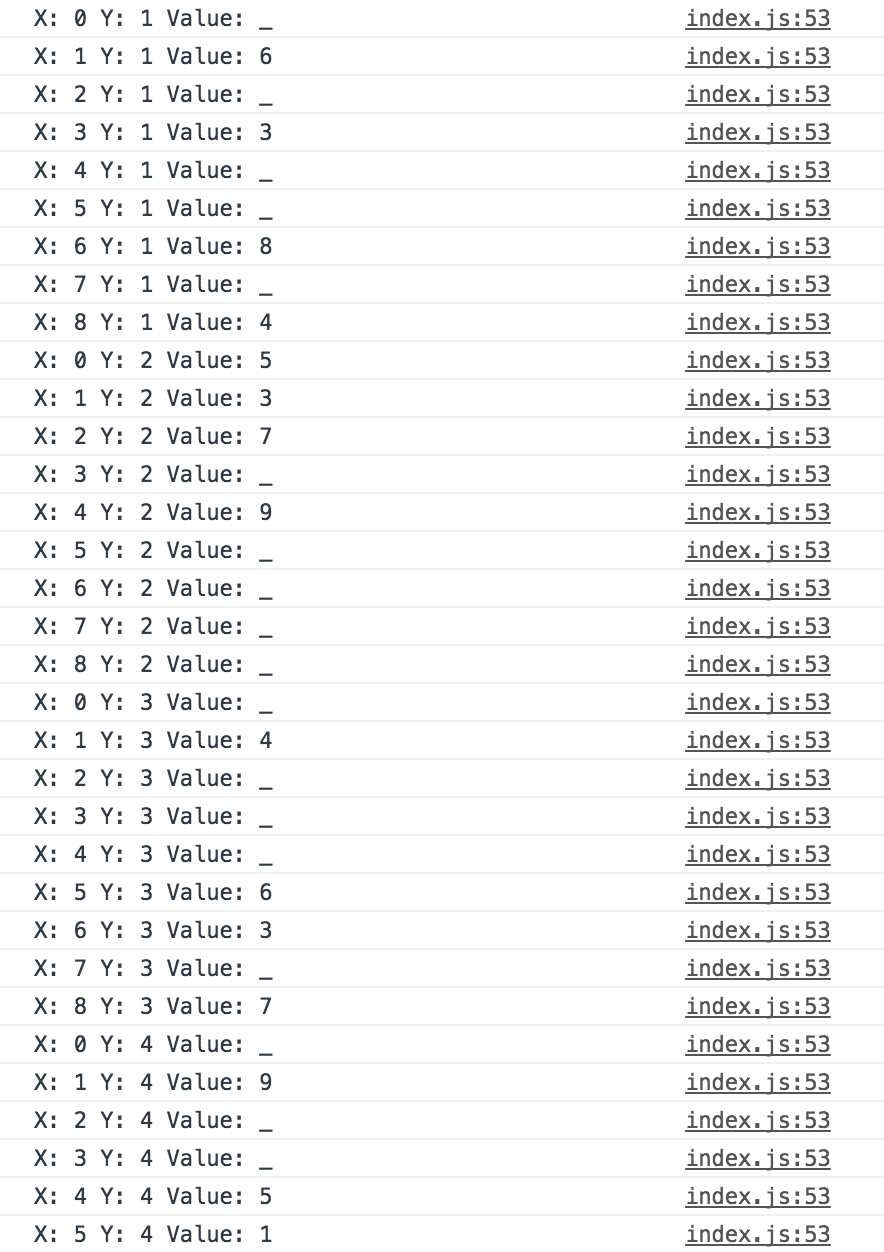 X: 0 Y: 1 Value: _ index.js:53
X: 1 Y: 1 Value: 6 index.js:53
X: 2 Y: 1 Value: _ index.js:53
X: 3 Y: 1 Value: 3 index.js:53
X: 4 Y: 1 Value: _ index.js:53
X: 5 Y: 1 Value: _ index.js:53
X: 6 Y: 1 Value: 8 index.js:53
X: 7 Y: 1 Value: _ index.js:53
X: 8 Y: 1 Value: 4 index.js:53
X: 0 Y: 2 Value: 5 index.js:53
X: 1 Y: 2 Value: 3 index.js:53
X: 2 Y: 2 Value: 7 index.js:53
X: 3 Y: 2 Value: _ index.js:53
X: 4 Y: 2 Value: 9 index.js:53
X: 5 Y: 2 Value: _ index.js:53
X: 6 Y: 2 Value: _ index.js:53
X: 7 Y: 2 Value: _ index.js:53
X: 8 Y: 2 Value: _ index.js:53
X: 0 Y: 3 Value: _ index.js:53
X: 1 Y: 3 Value: 4 index.js:53
X: 2 Y: 3 Value: _ index.js:53
X: 3 Y: 3 Value: _ index.js:53
X: 4 Y: 3 Value: _ index.js:53
X: 5 Y: 3 Value: 6 index.js:53
X: 6 Y: 3 Value: 3 index.js:53
X: 7 Y: 3 Value: _ index.js:53
X: 8 Y: 3 Value: 7 index.js:53
X: 0 Y: 4 Value: _ index.js:53
X: 1 Y: 4 Value: 9 index.js:53
X: 2 Y: 4 Value: _ index.js:53
X: 3 Y: 4 Value: _ index.js:53
X: 4 Y: 4 Value: 5 index.js:53
X: 5 Y: 4 Value: 1 index.js:53